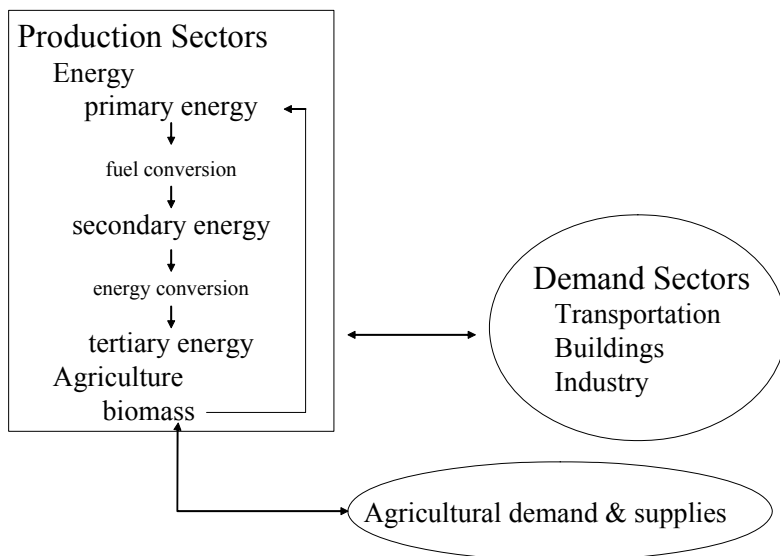 Production Sectors
Energy
primary energy
fuel conversion
secondary energy
energy conversion
tertiary energy
Agriculture
biomass
Demand Sectors
Transportation
Buildings
Industry
Agricultural demand & supplies